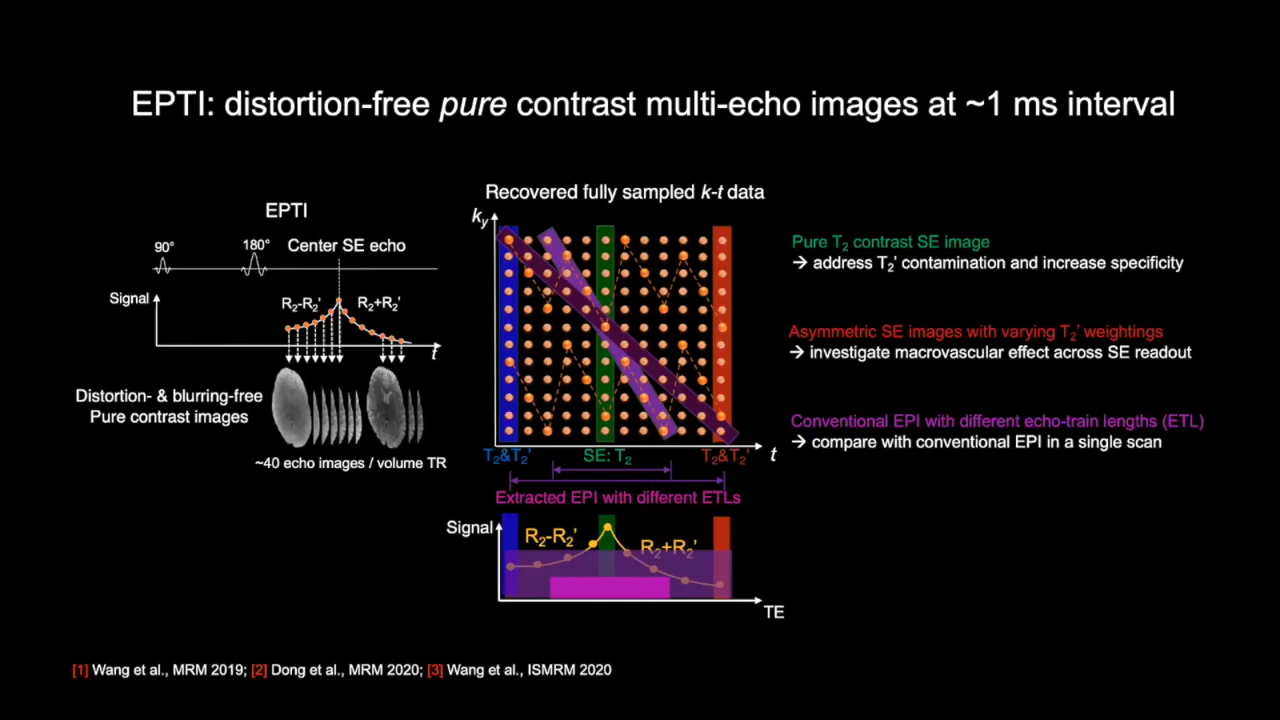 EPTI: distortion-free pure contrast multi-echo images at ~1 ms interval
EPTI
90°
180°
Center SE echo
Signal
R₂-R₂'
R₂+R₂'
t
Distortion- & blurring-free
Pure contrast images
~40 echo images / volume TR
Recovered fully sampled k-t data
ky
T₂&T₂'
SE: T₂
T₂&T₂'
t
Extracted EPI with different ETLs
Signal
R₂-R₂'
R₂+R₂'
TE
Pure T₂ contrast SE image
→ address T₂' contamination and increase specificity
Asymmetric SE images with varying T₂' weightings
→ investigate macrovascular effect across SE readout
Conventional EPI with different echo-train lengths (ETL)
→ compare with conventional EPI in a single scan
[1] Wang et al., MRM 2019; [2] Dong et al., MRM 2020; [3] Wang et al., ISMRM 2020